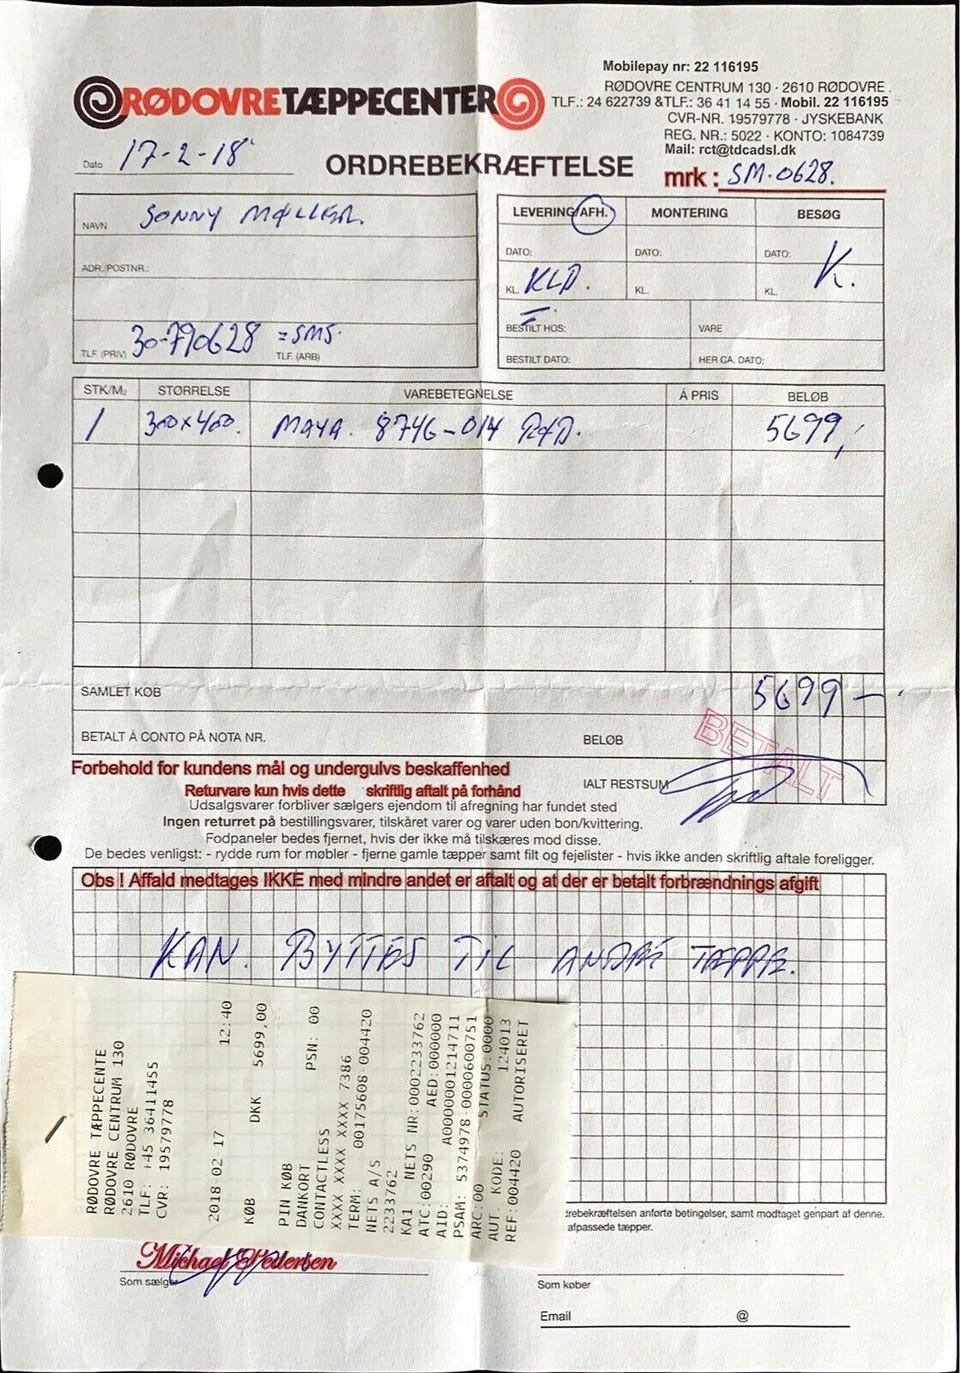 Mobilepay nr: 22 116195
RØDOVRETÆPPECENTER
RØDOVRE CENTRUM 130 · 2610 RØDOVRE .
TLF.: 24 622739 &TLF.: 36 41 14 55 · Mobil. 22 116195
CVR-NR. 19579778 · JYSKEBANK
REG. NR.: 5022 · KONTO: 1084739
Mail: rct@tdcadsl.dk
Dato 17-2-18
ORDREBEKRÆFTELSE
mrk : SM-0628.
NAVN SONNY MØLLER.
ADR./POSTNR.:
TLF (PRIV) 30-790628 =SMS.
TLF. (ARB)
LEVERING/AFH. MONTERING BESØG
DATO: DATO: DATO: K.
KL. KLD. KL. KL.
BESTILT HOS: VARE
BESTILT DATO: HER CA. DATO:
STK/M2 STØRRELSE VAREBETEGNELSE Á PRIS BELØB
1 300×400. MAYA. 8746-014 RØD. 5699,-
SAMLET KØB 5699-
BETALT Á CONTO PÅ NOTA NR. BELØB
BETALT
Forbehold for kundens mål og undergulvs beskaffenhed
IALT RESTSUM
Returvare kun hvis dette skriftlig aftalt på forhånd
Udsalgsvarer forbliver sælgers ejendom til afregning har fundet sted
Ingen returret på bestillingsvarer, tilskåret varer og varer uden bon/kvittering.
Fodpaneler bedes fjernet, hvis der ikke må tilskæres mod disse.
De bedes venligst: - rydde rum for møbler - fjerne gamle tæpper samt filt og fejelister - hvis ikke anden skriftlig aftale foreligger.
Obs ! Affald medtages IKKE med mindre andet er aftalt og at der er betalt forbrændnings afgift
KAN. BYTTES TIL ANDRE TÆPPE.
RØDOVRE TÆPPECENTE
RØDOVRE CENTRUM 130
2610 RØDOVRE
TLF: +45 36411455
CVR: 19579778
2018-02-17 12:40
KØB DKK 5699,00
PIN KØB PSN: 00
DANKORT
CONTACTLESS
XXXX XXXX XXXX 7386
TERM: 00175608-004420
NETS A/S
2233762
KA1 NETS NR:0002233762
ATC:00290 AED:000000
AID: A0000001214711
PSAM: 5374978-0000600751
ARC:00 STATUS:0000
AUT. KODE: 124013
REF:004420 AUTORISERET
drebekræftelsen anførte betingelser, samt modtaget genpart af denne.
afpassede tæpper.
Michael Pedersen
Som sælger
Som køber
Email @